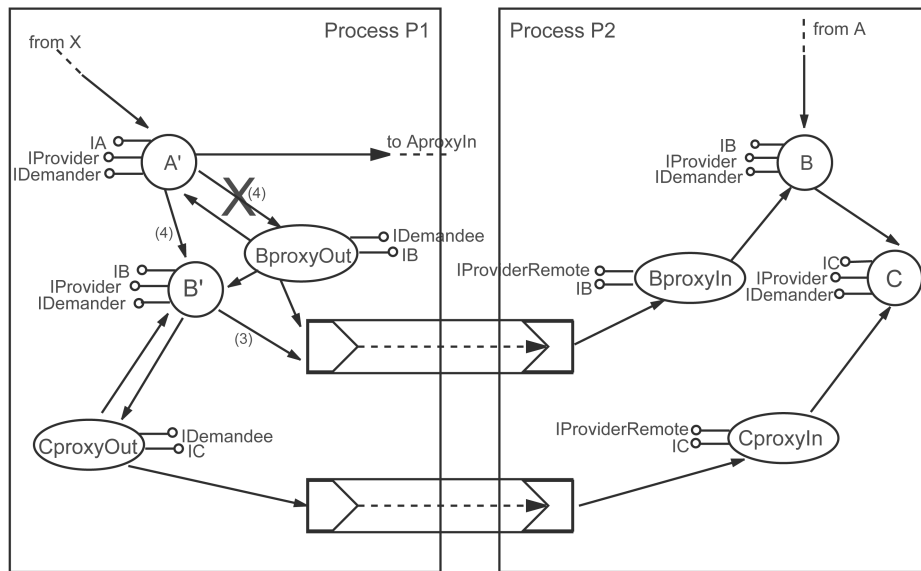 Process P1
Process P2
from X
from A
IA
IProvider
IDemander
A'
to AproxyIn
X
(4)
(4)
BproxyOut
IDemandee
IB
IB
IProvider
IDemander
B'
(3)
IB
IProvider
IDemander
B
IProviderRemote
IB
BproxyIn
IC
IProvider
IDemander
C
CproxyOut
IDemandee
IC
IProviderRemote
IC
CproxyIn